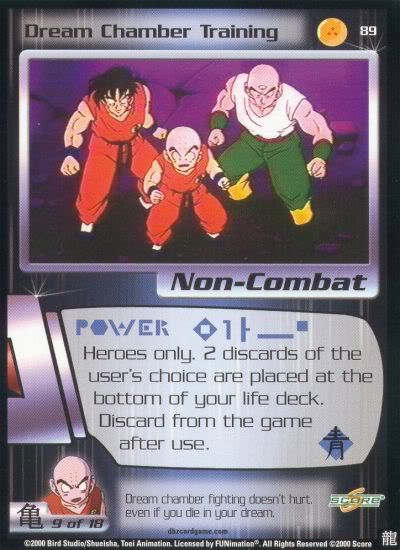 Dream Chamber Training 89
Non-Combat
POWER
Heroes only. 2 discards of the
user's choice are placed at the
bottom of your life deck.
Discard from the game
after use.
青
亀 9 of 18
Dream chamber fighting doesn't hurt,
even if you die in your dream.
dbzcardgame.com
SCORE
©2000 Bird Studio/Shueisha, Toei Animation. Licensed by FUNimation®. All Rights Reserved ©2000 Score
龍